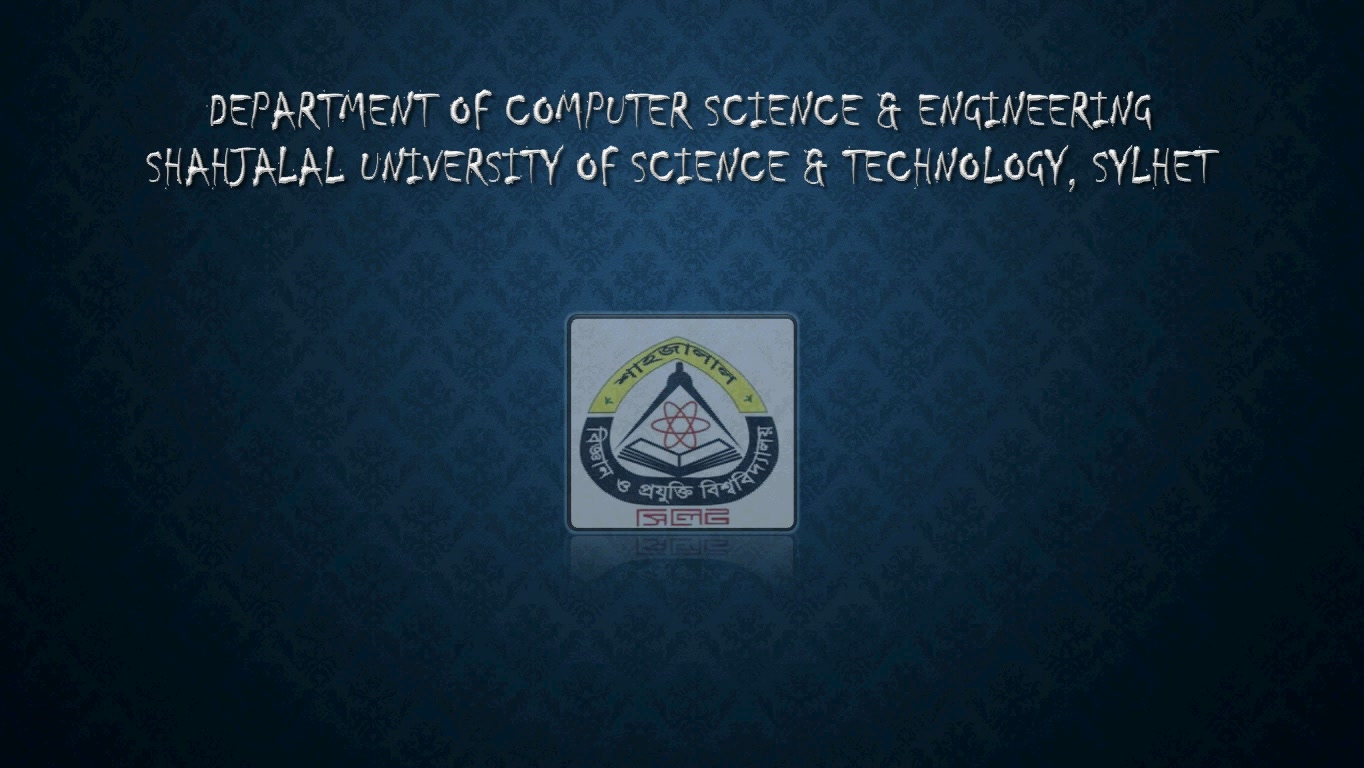 DEPARTMENT OF COMPUTER SCIENCE & ENGINEERING
SHAHJALAL UNIVERSITY OF SCIENCE & TECHNOLOGY, SYLHET
শাহজালাল
বিজ্ঞান ও প্রযুক্তি বিশ্ববিদ্যালয়
সিলেট